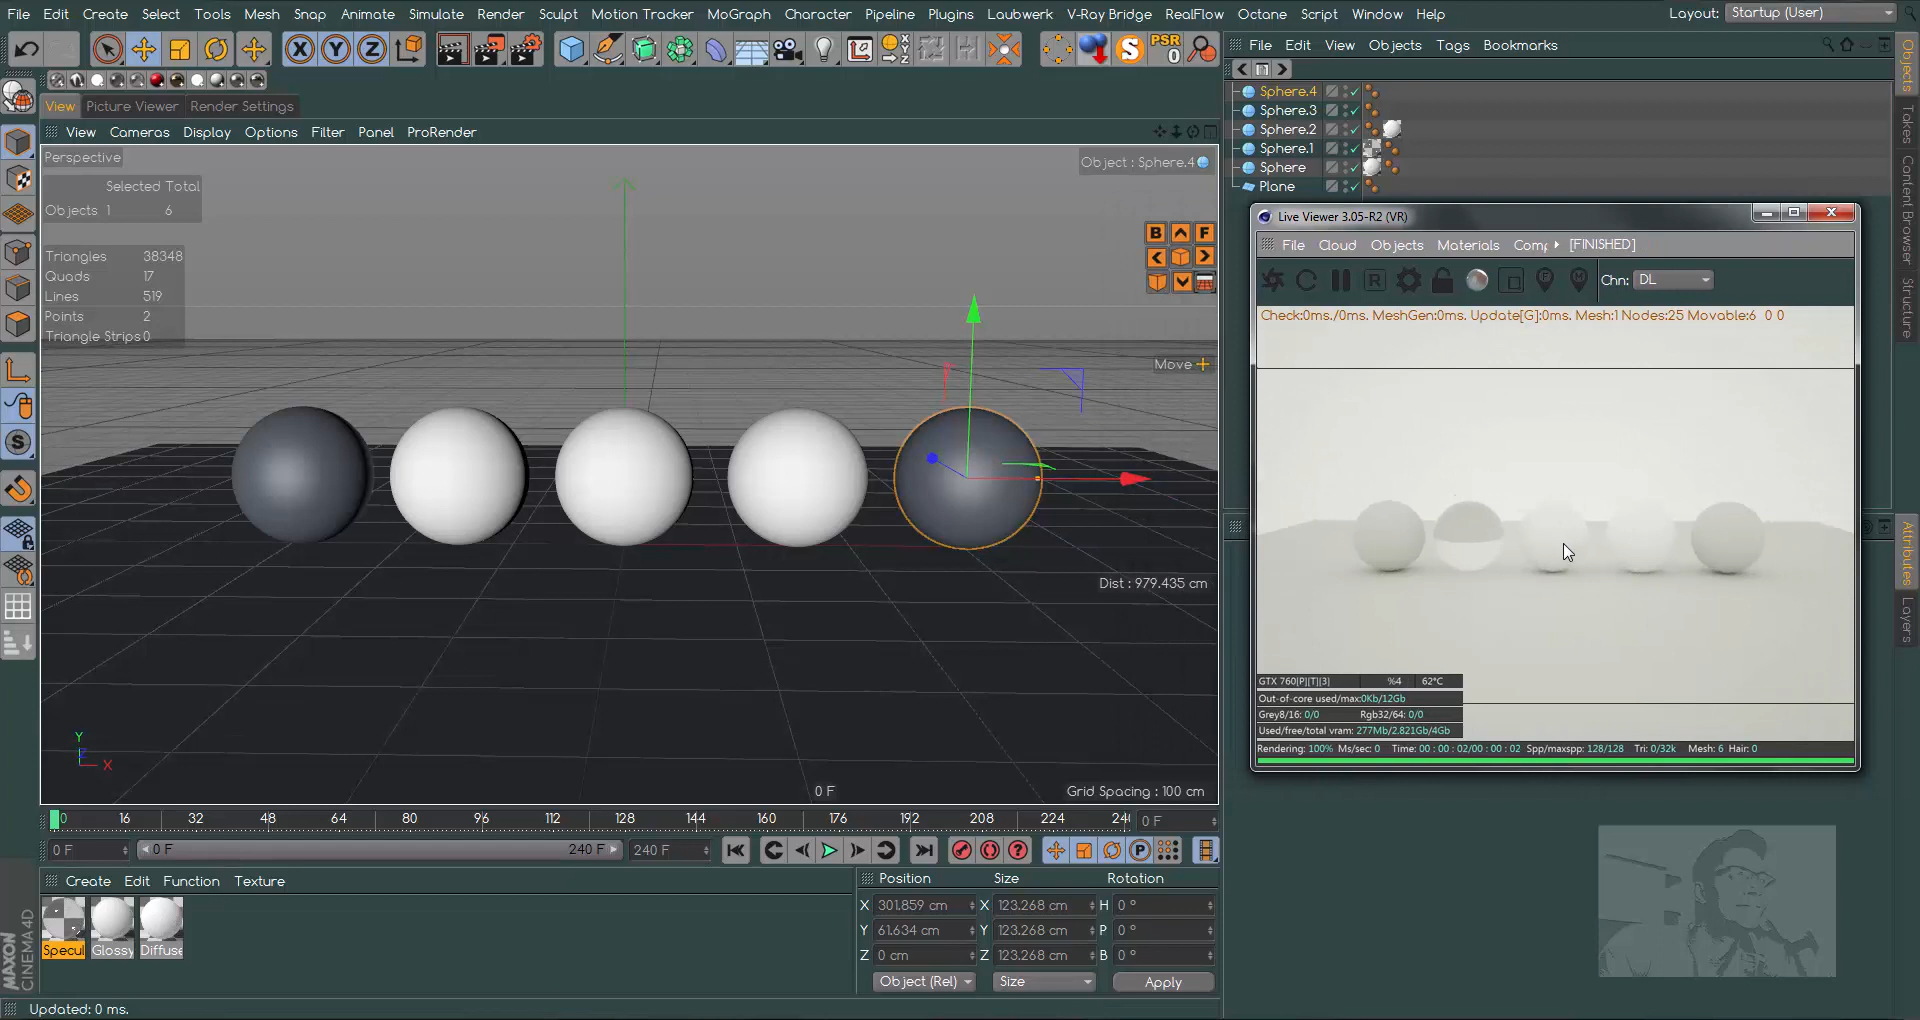 File Edit Create Select Tools Mesh Snap Animate Simulate Render Sculpt Motion Tracker MoGraph Character Pipeline Plugins Laubwerk V-Ray Bridge RealFlow Octane Script Window Help Layout: Startup (User)
X Y Z S PSR 0
File Edit View Objects Tags Bookmarks
View Picture Viewer Render Settings
View Cameras Display Options Filter Panel ProRender
Perspective
Object : Sphere.4
Selected Total
Objects 1 6
Triangles 38348
Quads 17
Lines 519
Points 2
Triangle Strips 0
B F
Move
Dist : 979.435 cm
Y
Z
X
0 F
Grid Spacing : 100 cm
Sphere.4
Sphere.3
Sphere.2
Sphere.1
Sphere
Plane
Objects
Takes
Content Browser
Structure
Attributes
Layers
Live Viewer 3.05-R2 (VR)
File Cloud Objects Materials Comp [FINISHED]
R Chn: DL
Check:0ms./0ms. MeshGen:0ms. Update[G]:0ms. Mesh:1 Nodes:25 Movable:6 0 0
GTX 760[P][T][3] %4 62°C
Out-of-core used/max:0Kb/12Gb
Grey8/16: 0/0 Rgb32/64: 0/0
Used/free/total vram: 277Mb/2.821Gb/4Gb
Rendering: 100% Ms/sec: 0 Time: 00 : 00 : 02/00 : 00 : 02 Spp/maxspp: 128/128 Tri: 0/32k Mesh: 6 Hair: 0
0 16 32 48 64 80 96 112 128 144 160 176 192 208 224 0 F
0 F 0 F 240 F 240 F
P
Create Edit Function Texture
Specul Glossy Diffuse
Position Size Rotation
X 301.859 cm X 123.268 cm H 0 °
Y 61.634 cm Y 123.268 cm P 0 °
Z 0 cm Z 123.268 cm B 0 °
Object (Rel) Size Apply
MAXON
CINEMA4D
Updated: 0 ms.